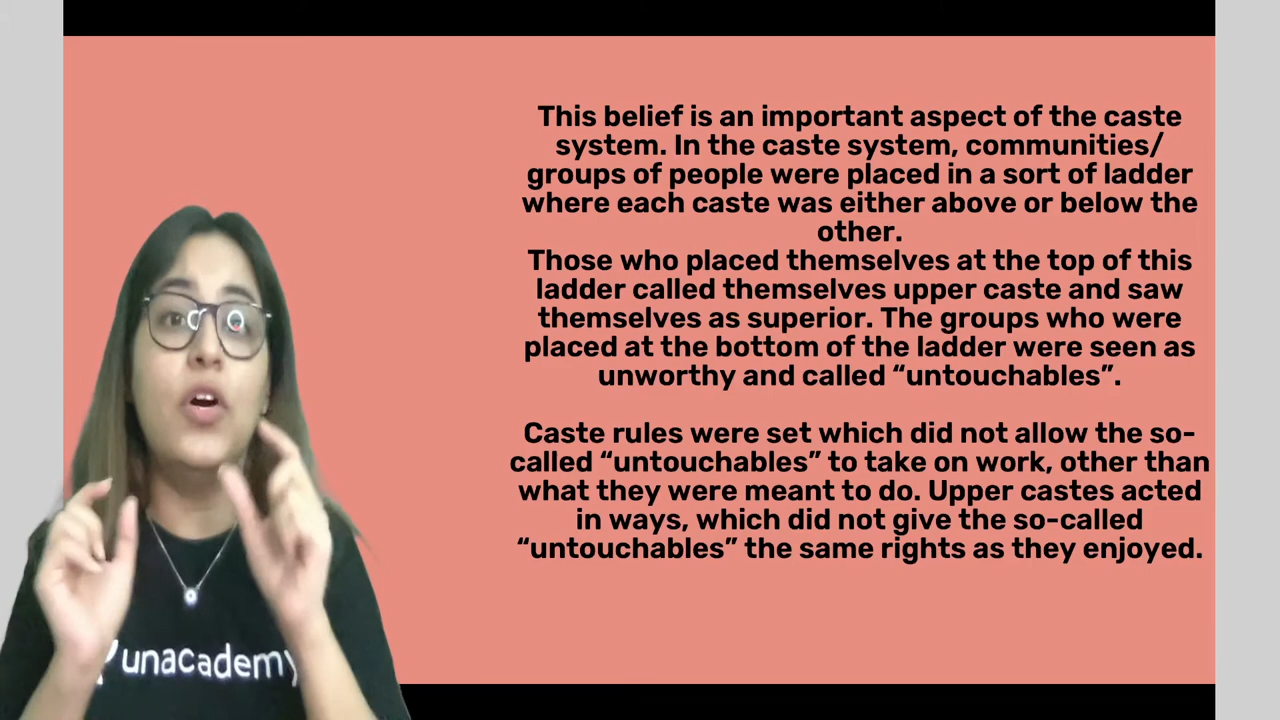 This belief is an important aspect of the caste
system. In the caste system, communities/
groups of people were placed in a sort of ladder
where each caste was either above or below the
other.
Those who placed themselves at the top of this
ladder called themselves upper caste and saw
themselves as superior. The groups who were
placed at the bottom of the ladder were seen as
unworthy and called “untouchables”.
Caste rules were set which did not allow the so-
called “untouchables” to take on work, other than
what they were meant to do. Upper castes acted
in ways, which did not give the so-called
“untouchables” the same rights as they enjoyed.
unacademy